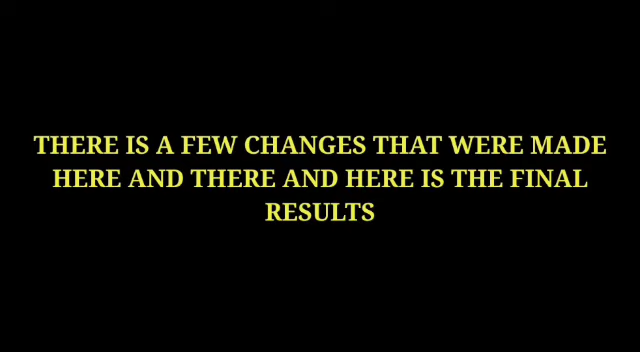 THERE IS A FEW CHANGES THAT WERE MADE
HERE AND THERE AND HERE IS THE FINAL
RESULTS